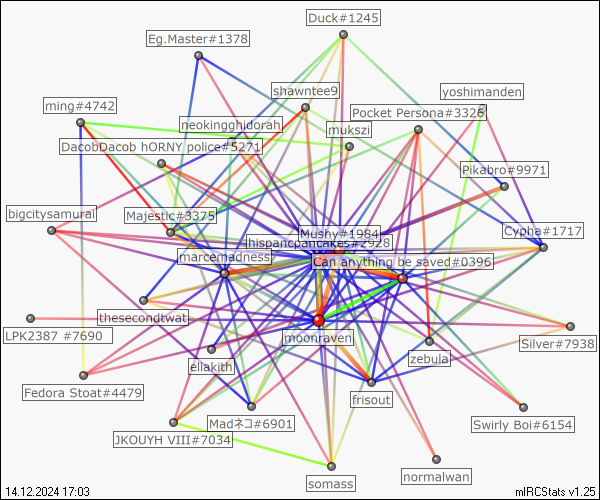 Duck#1245
Eg.Master#1378
shawntee9
yoshimanden
ming#4742
Pocket Persona#3326
neokingghidorah
mukszi
DacobDacob hORNY police#5271
Pikabro#9971
bigcitysamurai
Majestic#3375
Cypha#1717
Mushy#1984
hispanicpancakes#2928
marcemadness
Can anything be saved#0396
thesecondtwat
LPK2387 #7690
moonraven
Silver#7938
eliakith
zebula
Fedora Stoat#4479
frisout
Swirly Boi#6154
Madネコ#6901
JKOUYH VIII#7034
normalwan
somass
14.12.2024 17:03
mIRCStats v1.25